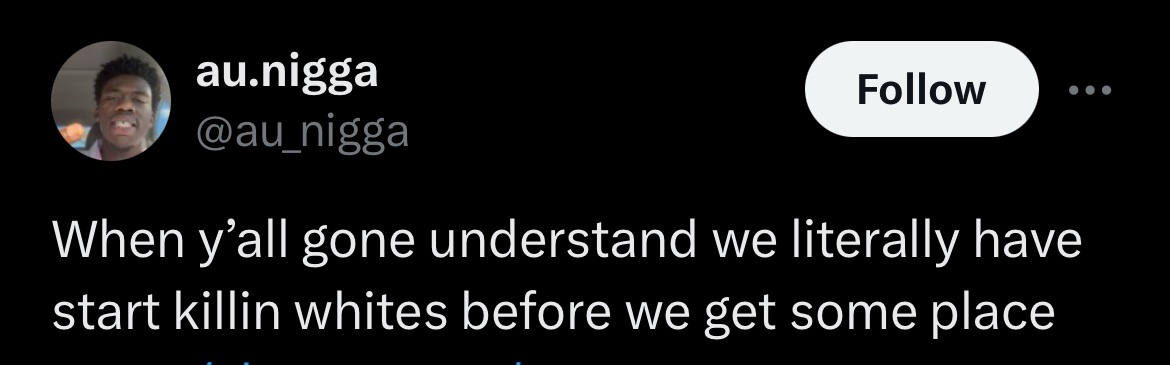 au.nigga
@au_nigga
Follow
When y’all gone understand we literally have
start killin whites before we get some place